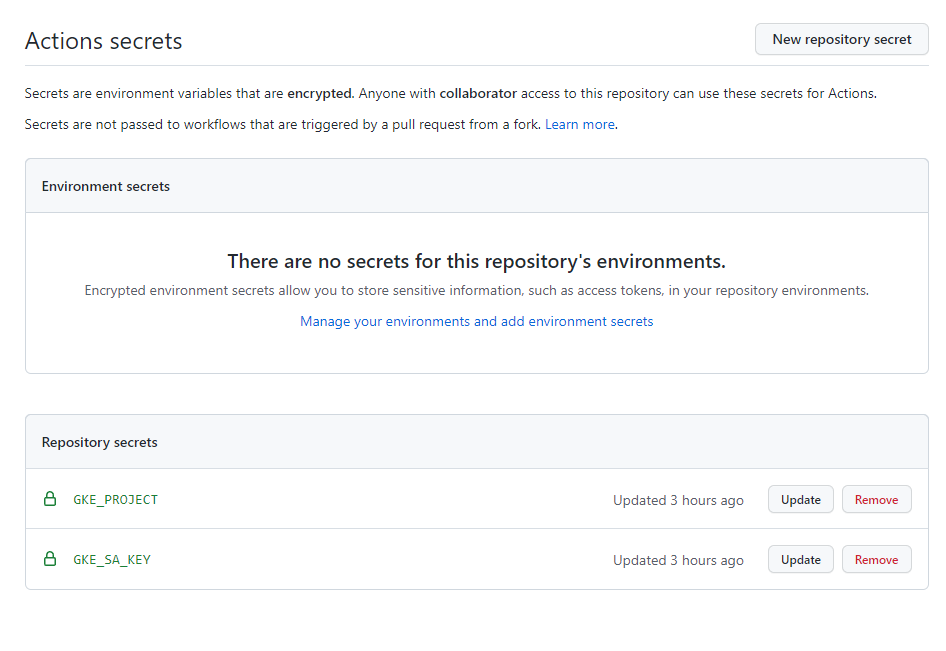 Actions secrets
New repository secret
Secrets are environment variables that are encrypted. Anyone with collaborator access to this repository can use these secrets for Actions.
Secrets are not passed to workflows that are triggered by a pull request from a fork. Learn more.
Environment secrets
There are no secrets for this repository's environments.
Encrypted environment secrets allow you to store sensitive information, such as access tokens, in your repository environments.
Manage your environments and add environment secrets
Repository secrets
GKE_PROJECT Updated 3 hours ago Update Remove
GKE_SA_KEY Updated 3 hours ago Update Remove